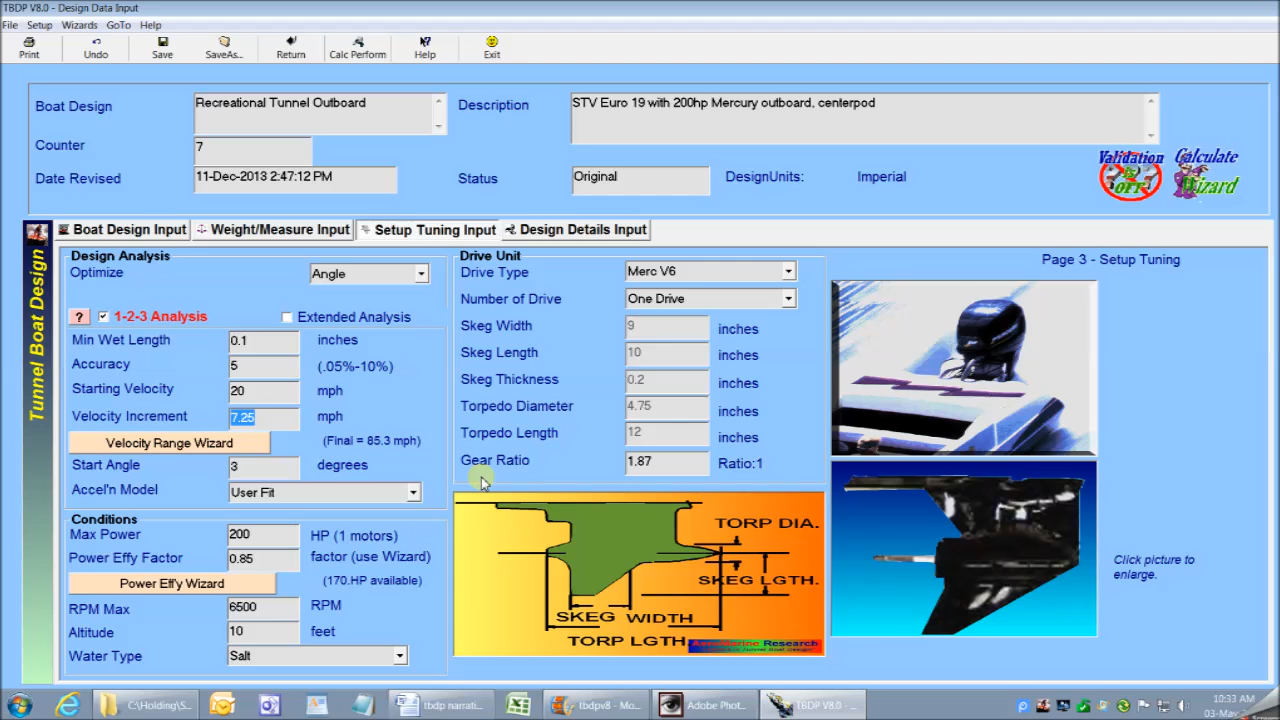 TBDP V8.0 - Design Data Input
File Setup Wizards GoTo Help
Print Undo Save SaveAs... Return Calc Perform Help Exit
Boat Design Recreational Tunnel Outboard Description STV Euro 19 with 200hp Mercury outboard, centerpod
Counter 7
Date Revised 11-Dec-2013 2:47:12 PM Status Original DesignUnits: Imperial
Validation is OFF! Calculate Wizard
Boat Design Input Weight/Measure Input Setup Tuning Input Design Details Input
Tunnel Boat Design
Page 3 - Setup Tuning
Design Analysis
Optimize Angle
? 1-2-3 Analysis Extended Analysis
Min Wet Length 0.1 inches
Accuracy 5 (.05%-10%)
Starting Velocity 20 mph
Velocity Increment 7.25 mph
Velocity Range Wizard (Final = 85.3 mph)
Start Angle 3 degrees
Accel'n Model User Fit
Conditions
Max Power 200 HP (1 motors)
Power Effy Factor 0.85 factor (use Wizard)
Power Effy Wizard (170.HP available)
RPM Max 6500 RPM
Altitude 10 feet
Water Type Salt
Drive Unit
Drive Type Merc V6
Number of Drive One Drive
Skeg Width 9 inches
Skeg Length 10 inches
Skeg Thickness 0.2 inches
Torpedo Diameter 4.75 inches
Torpedo Length 12 inches
Gear Ratio 1.87 Ratio:1
TORP DIA.
SKEG LGTH.
SKEG WIDTH
TORP LGTH.
AeroMarine Research
Click picture to
enlarge.
C:\Holding\S... tbdp narrati... tbdpv8 - Mo... Adobe Phot... TBDP V8.0 - ...
10:33 AM